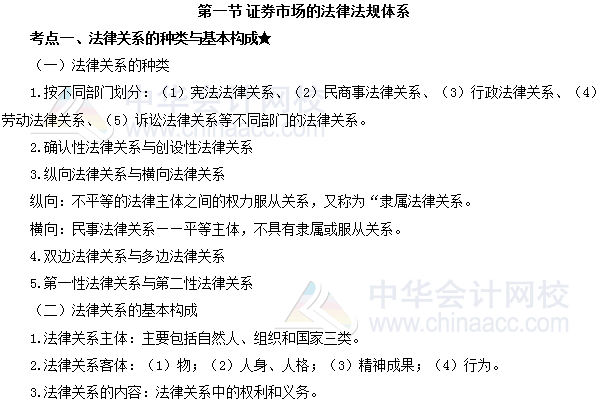 第一节 证券市场的法律法规体系
考点一、法律关系的种类与基本构成★
（一）法律关系的种类
1.按不同部门划分：（1）宪法法律关系、（2）民商事法律关系、（3）行政法律关系、（4）
劳动法律关系、（5）诉讼法律关系等不同部门的法律关系。
2.确认性法律关系与创设性法律关系
3.纵向法律关系与横向法律关系
纵向：不平等的法律主体之间的权力服从关系，又称为“隶属法律关系。
横向：民事法律关系——平等主体，不具有隶属或服从关系。
4.双边法律关系与多边法律关系
5.第一性法律关系与第二性法律关系
（二）法律关系的基本构成
1.法律关系主体：主要包括自然人、组织和国家三类。
2.法律关系客体：（1）物；（2）人身、人格；（3）精神成果；（4）行为。
3.法律关系的内容：法律关系中的权利和义务。
中华会计网校
www.chinaacc.com
中华会计网校
www.chinaacc.com